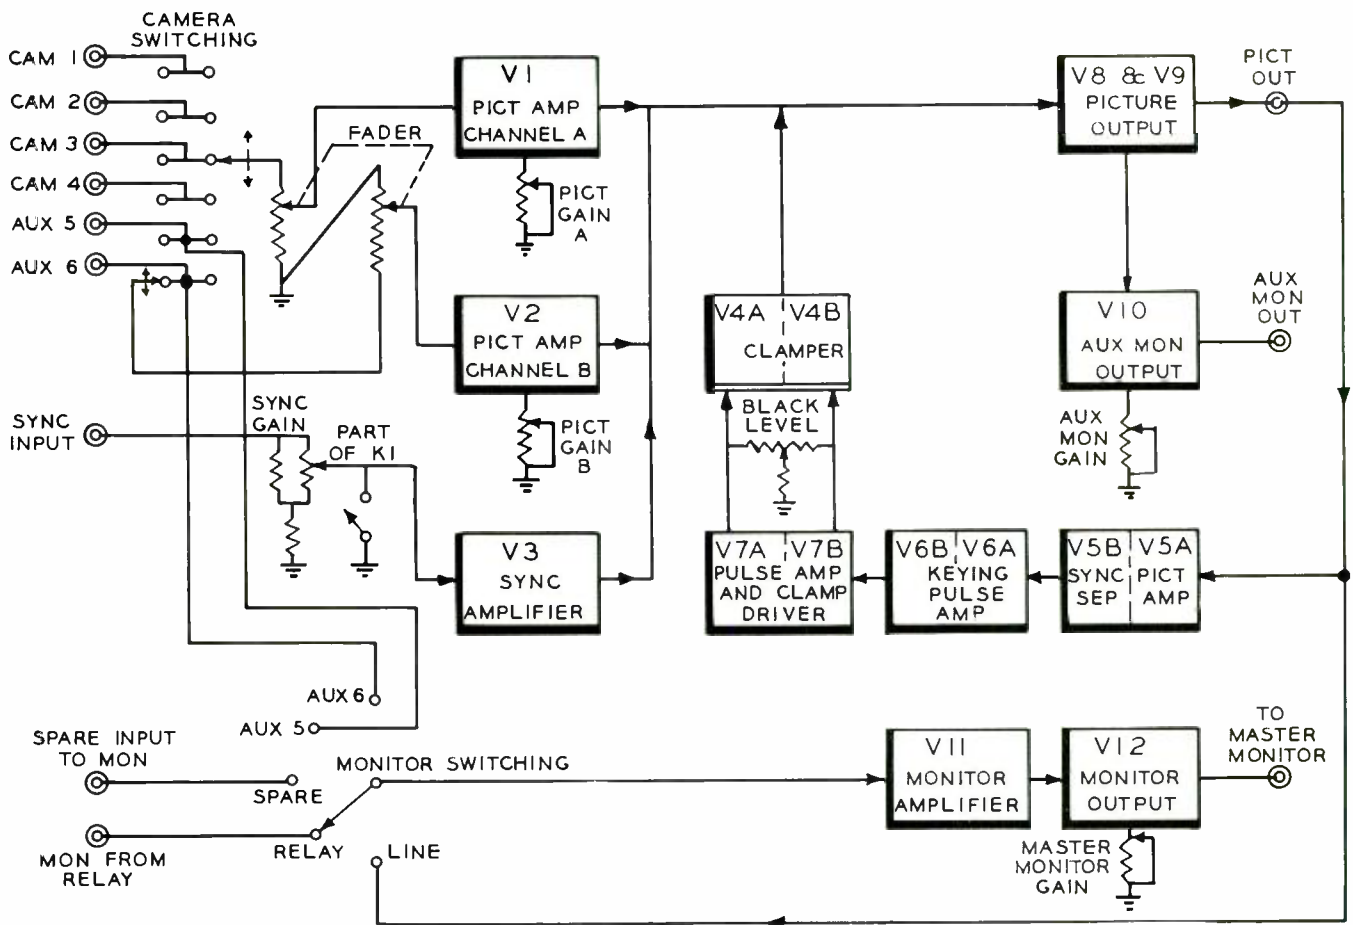 CAMERA
SWITCHING
CAM 1
CAM 2
CAM 3
CAM 4
AUX 5
AUX 6
FADER
V1
PICT AMP
CHANNEL A
PICT
GAIN
A
V8 & V9
PICTURE
OUTPUT
PICT
OUT
V2
PICT AMP
CHANNEL B
PICT
GAIN
B
V4A V4B
CLAMPER
V10
AUX MON
OUTPUT
AUX
MON
OUT
AUX
MON
GAIN
SYNC
INPUT
SYNC
GAIN
PART
OF K1
BLACK
LEVEL
V3
SYNC
AMPLIFIER
V7A V7B
PULSE AMP
AND CLAMP
DRIVER
V6B V6A
KEYING
PULSE
AMP
V5B V5A
SYNC PICT
SEP AMP
AUX 6
AUX 5
SPARE INPUT
TO MON
SPARE
MONITOR SWITCHING
MON FROM
RELAY
RELAY
LINE
V11
MONITOR
AMPLIFIER
V12
MONITOR
OUTPUT
TO
MASTER
MONITOR
MASTER
MONITOR
GAIN